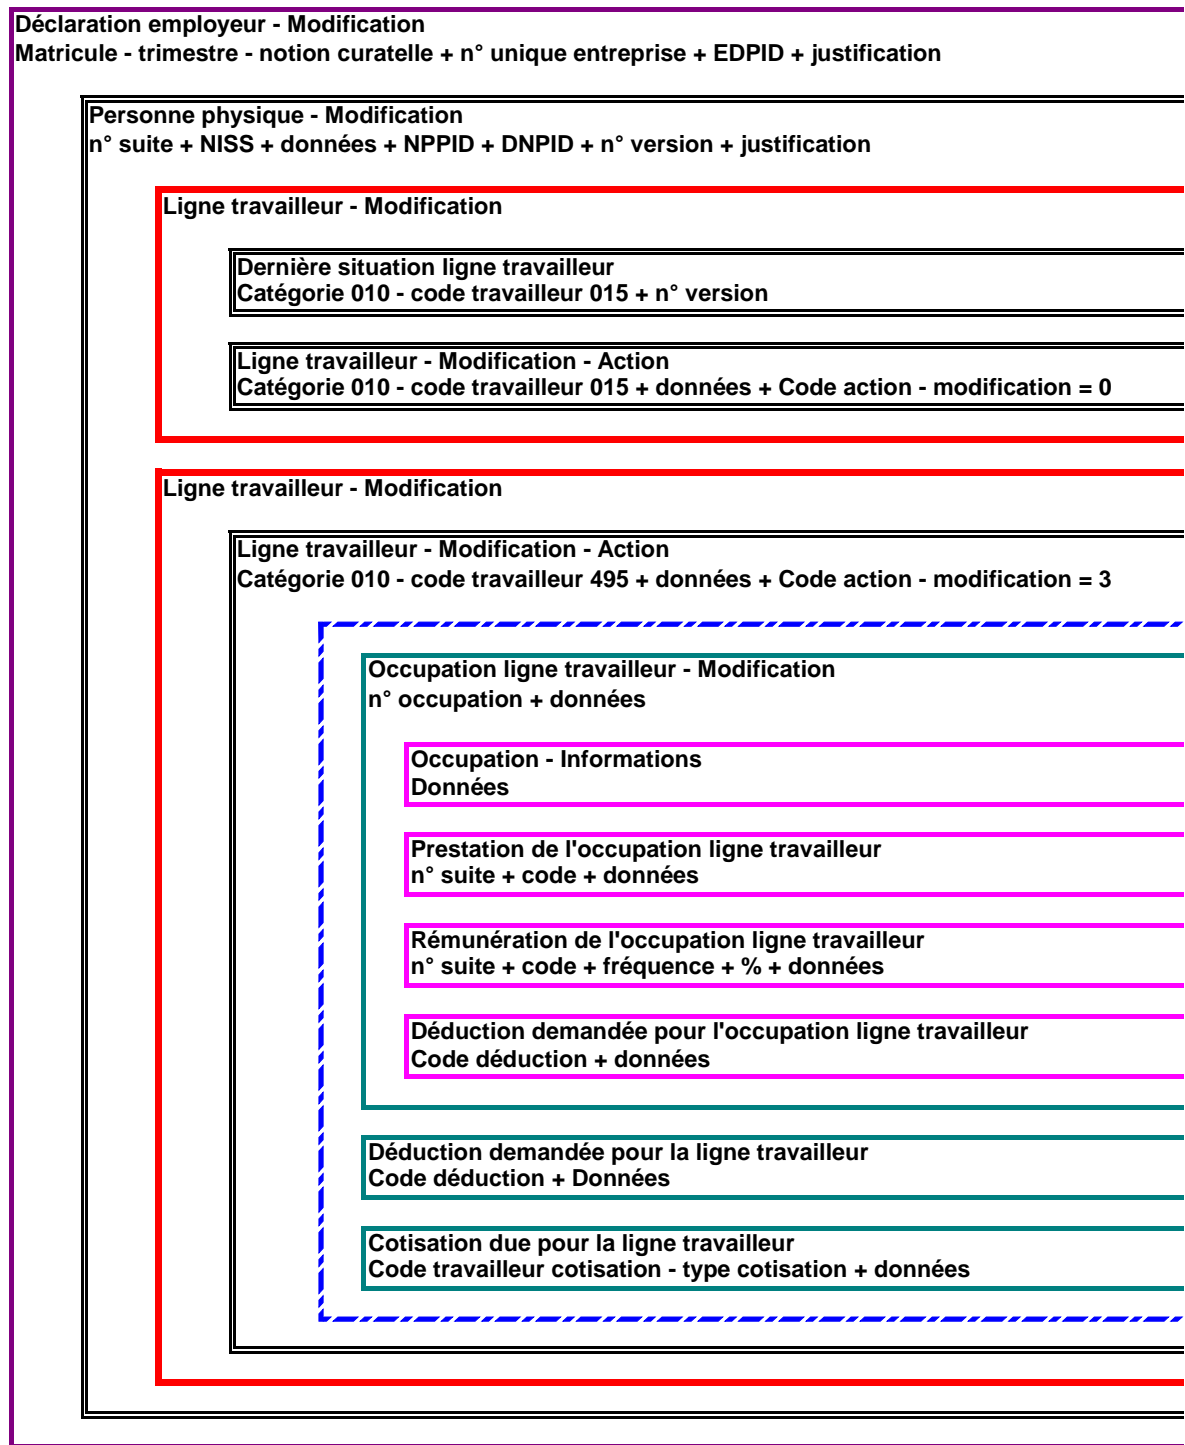 Déclaration employeur - Modification
Matricule - trimestre - notion curatelle + n° unique entreprise + EDPID + justification
Personne physique - Modification
n° suite + NISS + données + NPPID + DNPID + n° version + justification
Ligne travailleur - Modification
Dernière situation ligne travailleur
Catégorie 010 - code travailleur 015 + n° version
Ligne travailleur - Modification - Action
Catégorie 010 - code travailleur 015 + données + Code action - modification = 0
Ligne travailleur - Modification
Ligne travailleur - Modification - Action
Catégorie 010 - code travailleur 495 + données + Code action - modification = 3
Occupation ligne travailleur - Modification
n° occupation + données
Occupation - Informations
Données
Prestation de l'occupation ligne travailleur
n° suite + code + données
Rémunération de l'occupation ligne travailleur
n° suite + code + fréquence + % + données
Déduction demandée pour l'occupation ligne travailleur
Code déduction + données
Déduction demandée pour la ligne travailleur
Code déduction + Données
Cotisation due pour la ligne travailleur
Code travailleur cotisation - type cotisation + données